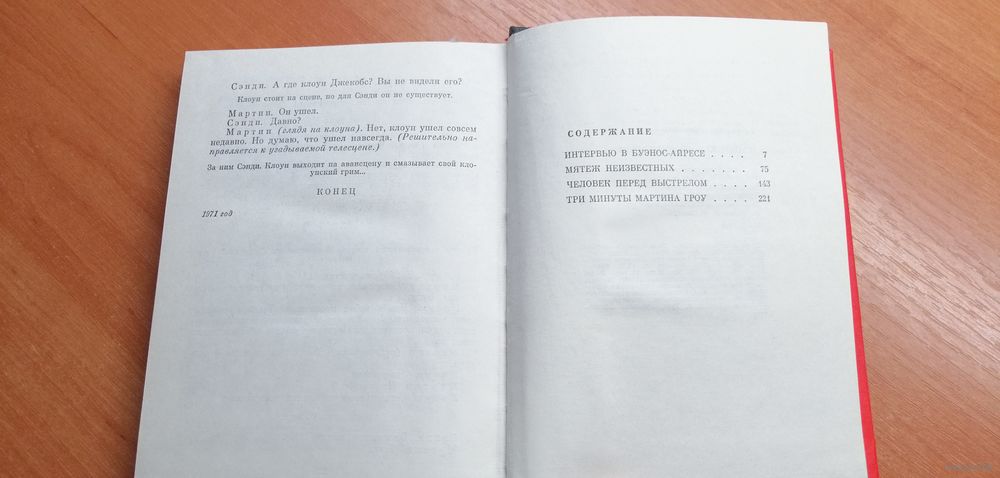 Сэнди. А где клоун Джекобс? Вы не видели его?
Клоун стоит на сцене, но для Сэнди он не существует.
Мартин. Он ушел.
Сэнди. Давно?
Мартин (глядя на клоуна). Нет, клоун ушел совсем
недавно. Но думаю, что ушел навсегда. (Решительно на-
правляется к угадываемой телесцене.)
За ним Сэнди. Клоун выходит на авансцену и смазывает свой кло-
унский грим...
КОНЕЦ
1971 год
СОДЕРЖАНИЕ
ИНТЕРВЬЮ В БУЭНОС-АЙРЕСЕ . . . . 7
МЯТЕЖ НЕИЗВЕСТНЫХ . . . . . . . 75
ЧЕЛОВЕК ПЕРЕД ВЫСТРЕЛОМ . . . . 143
ТРИ МИНУТЫ МАРТИНА ГРОУ . . . . 221